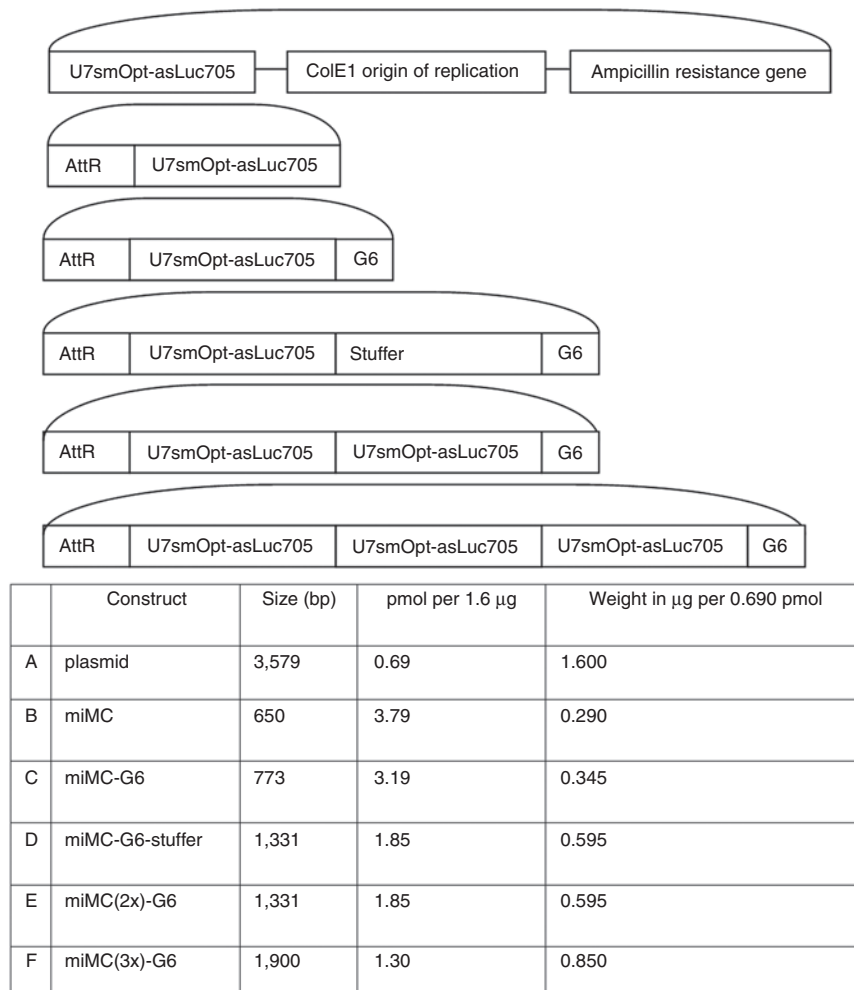 U7smOpt-asLuc705 ColE1 origin of replication Ampicillin resistance gene
AttR U7smOpt-asLuc705
AttR U7smOpt-asLuc705 G6
AttR U7smOpt-asLuc705 Stuffer G6
AttR U7smOpt-asLuc705 U7smOpt-asLuc705 G6
AttR U7smOpt-asLuc705 U7smOpt-asLuc705 U7smOpt-asLuc705 G6
Construct Size (bp) pmol per 1.6 μg Weight in μg per 0.690 pmol
A plasmid 3,579 0.69 1.600
B miMC 650 3.79 0.290
C miMC-G6 773 3.19 0.345
D miMC-G6-stuffer 1,331 1.85 0.595
E miMC(2x)-G6 1,331 1.85 0.595
F miMC(3x)-G6 1,900 1.30 0.850